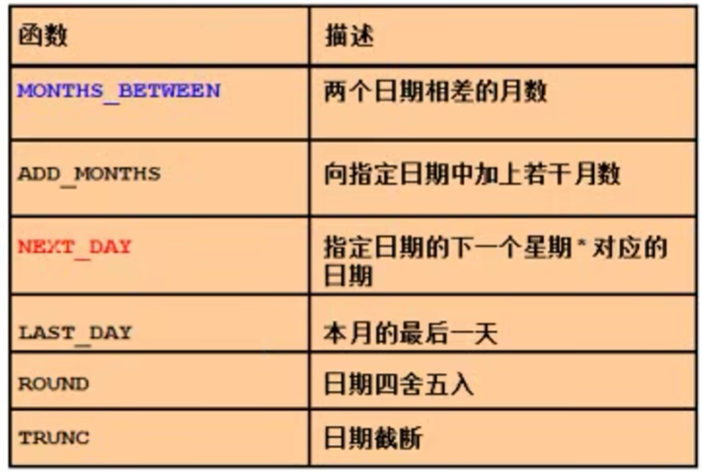 函数 描述
MONTHS_BETWEEN 两个日期相差的月数
ADD_MONTHS 向指定日期中加上若干月数
NEXT_DAY 指定日期的下一个星期 * 对应的
日期
LAST_DAY 本月的最后一天
ROUND 日期四舍五入
TRUNC 日期截断